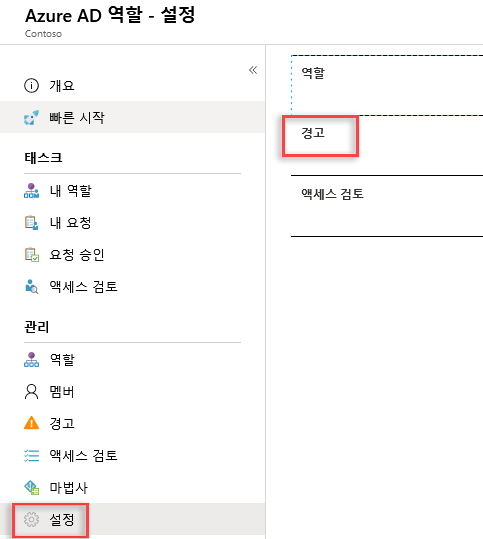 Azure AD 역할 - 설정
Contoso
«
개요
빠른 시작
태스크
내 역할
내 요청
요청 승인
액세스 검토
관리
역할
멤버
경고
액세스 검토
마법사
설정
역할
경고
액세스 검토